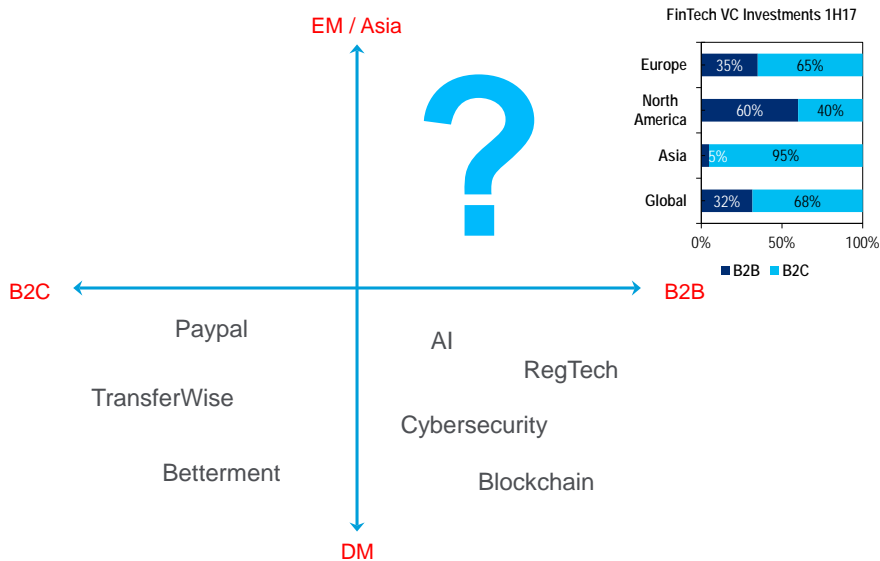 FinTech VC Investments 1H17
EM / Asia
?
Europe
35%
65%
North
America
60%
40%
Asia
5%
95%
Global
32%
68%
0%
50%
100%
B2B
B2C
B2C
B2B
Paypal
AI
RegTech
TransferWise
Cybersecurity
Betterment
Blockchain
DM